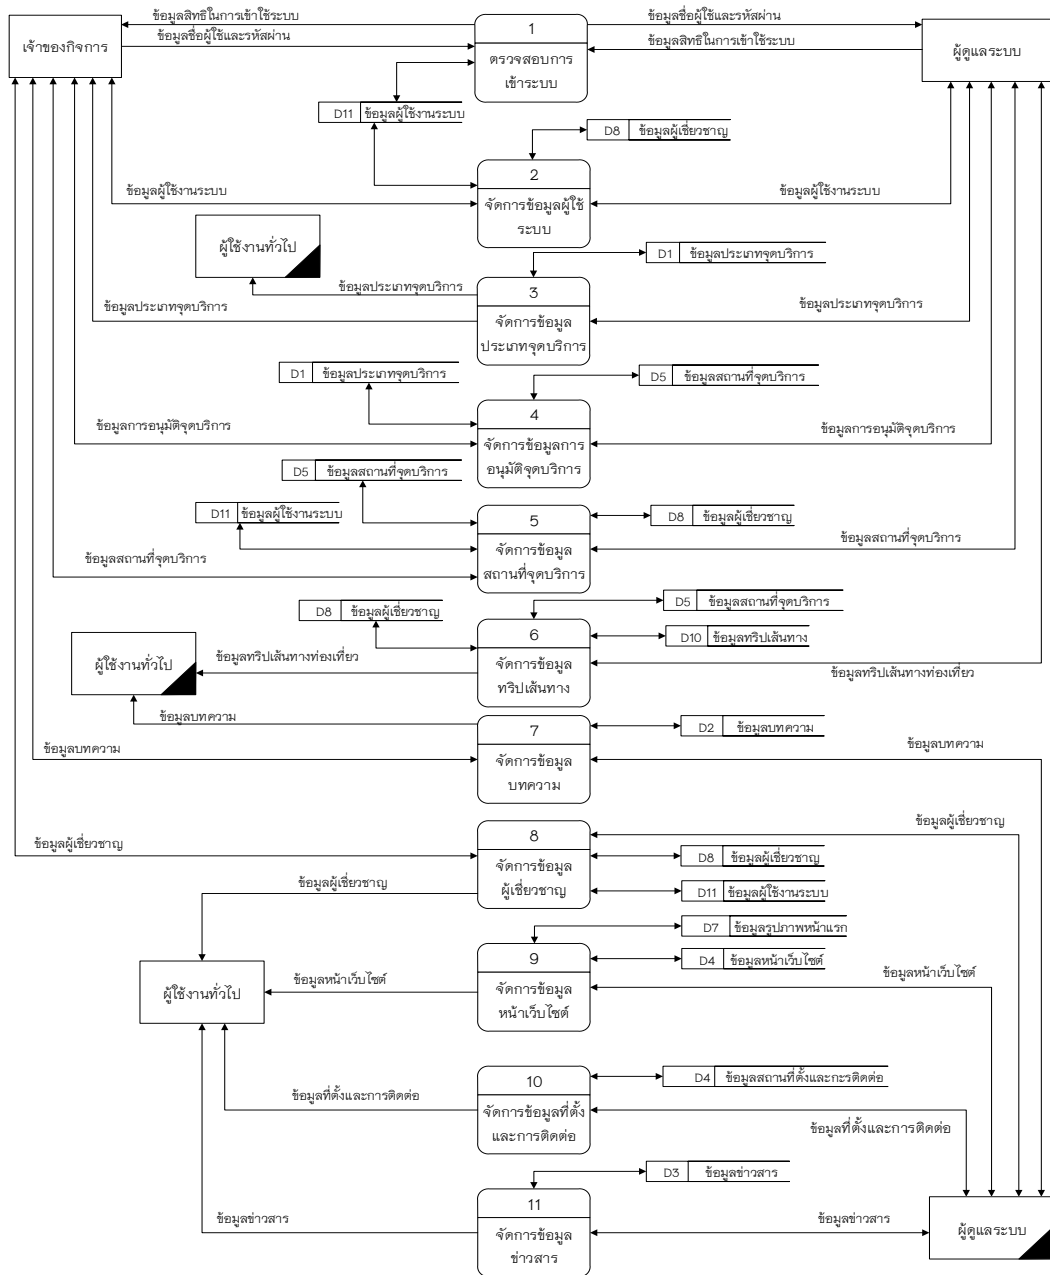 ข้อมูลสิทธิในการเข้าใช้ระบบ
ข้อมูลชื่อผู้ใช้และรหัสผ่าน
เจ้าของกิจการ
ข้อมูลชื่อผู้ใช้และรหัสผ่าน
1
ตรวจสอบการ
เข้าระบบ
ข้อมูลสิทธิในการเข้าใช้ระบบ
ผู้ดูแลระบบ
D11 ข้อมูลผู้ใช้งานระบบ
D8 ข้อมูลผู้เชี่ยวชาญ
2
จัดการข้อมูลผู้ใช้
ระบบ
ข้อมูลผู้ใช้งานระบบ
ข้อมูลผู้ใช้งานระบบ
ผู้ใช้งานทั่วไป
D1 ข้อมูลประเภทจุดบริการ
ข้อมูลประเภทจุดบริการ
3
จัดการข้อมูล
ประเภทจุดบริการ
ข้อมูลประเภทจุดบริการ
ข้อมูลประเภทจุดบริการ
D1 ข้อมูลประเภทจุดบริการ
D5 ข้อมูลสถานที่จุดบริการ
4
จัดการข้อมูลการ
อนุมัติจุดบริการ
ข้อมูลการอนุมัติจุดบริการ
ข้อมูลการอนุมัติจุดบริการ
D5 ข้อมูลสถานที่จุดบริการ
D11 ข้อมูลผู้ใช้งานระบบ
5
จัดการข้อมูล
สถานที่จุดบริการ
D8 ข้อมูลผู้เชี่ยวชาญ
ข้อมูลสถานที่จุดบริการ
ข้อมูลสถานที่จุดบริการ
D8 ข้อมูลผู้เชี่ยวชาญ
D5 ข้อมูลสถานที่จุดบริการ
6
จัดการข้อมูล
ทริปเส้นทาง
D10 ข้อมูลทริปเส้นทาง
ผู้ใช้งานทั่วไป
ข้อมูลทริปเส้นทางท่องเที่ยว
ข้อมูลทริปเส้นทางท่องเที่ยว
ข้อมูลบทความ
7
จัดการข้อมูล
บทความ
D2 ข้อมูลบทความ
ข้อมูลบทความ
ข้อมูลบทความ
8
จัดการข้อมูล
ผู้เชี่ยวชาญ
ข้อมูลผู้เชี่ยวชาญ
ข้อมูลผู้เชี่ยวชาญ
D8 ข้อมูลผู้เชี่ยวชาญ
ข้อมูลผู้เชี่ยวชาญ
D11 ข้อมูลผู้ใช้งานระบบ
D7 ข้อมูลรูปภาพหน้าแรก
9
จัดการข้อมูล
หน้าเว็บไซต์
D4 ข้อมูลหน้าเว็บไซต์
ผู้ใช้งานทั่วไป
ข้อมูลหน้าเว็บไซต์
ข้อมูลหน้าเว็บไซต์
10
จัดการข้อมูลที่ตั้ง
และการติดต่อ
D4 ข้อมูลสถานที่ตั้งและกะรติดต่อ
ข้อมูลที่ตั้งและการติดต่อ
ข้อมูลที่ตั้งและการติดต่อ
D3 ข้อมูลข่าวสาร
11
จัดการข้อมูล
ข่าวสาร
ข้อมูลข่าวสาร
ข้อมูลข่าวสาร
ผู้ดูแลระบบ